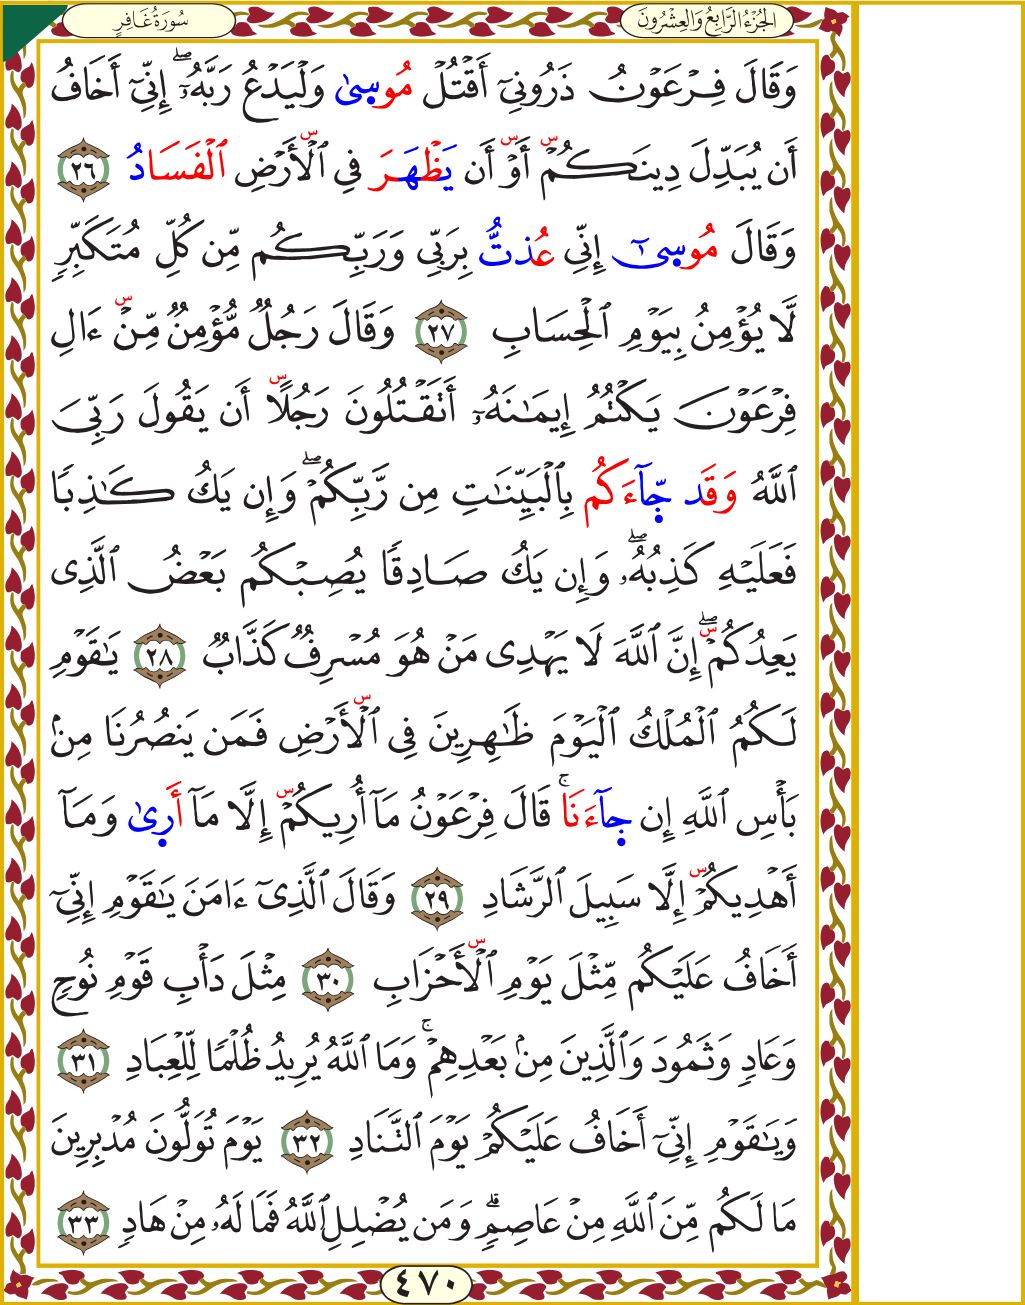 الجُزْءُ الرَّابِعُ وَالعِشْرُونَ
سُورَةُ غَافِرٍ
وَقَالَ فِرْعَوْنُ ذَرُونِيٓ أَقْتُلْ مُوسِىٰ وَلْيَدْعُ رَبَّهُۥٓۖ إِنِّيٓ أَخَافُ
أَن يُبَدِّلَ دِينَكُمُۥٓ أَوْ أَن يَظْهَرَ فِي ٱلْأَرْضِ ٱلْفَسَادُ ٢٦
وَقَالَ مُوسِىٰٓ إِنِّي عُذتُّ بِرَبِّي وَرَبِّكُم مِّن كُلِّ مُتَكَبِّرٍ
لَّا يُؤْمِنُ بِيَوْمِ ٱلْحِسَابِ ٢٧ وَقَالَ رَجُلٌ مُّؤْمِنٌ مِّنْ ءَالِ
فِرْعَوْنَ يَكْتُمُ إِيمَٰنَهُۥٓ أَتَقْتُلُونَ رَجُلًا أَن يَقُولَ رَبِّيَ
ٱللَّهُ وَقَد جِّآءَكُم بِٱلْبَيِّنَٰتِ مِن رَّبِّكُمْۖ وَإِن يَكُ كَٰذِبًا
فَعَلَيْهِ كَذِبُهُۥۖ وَإِن يَكُ صَادِقًا يُصِبْكُم بَعْضُ ٱلَّذِى
يَعِدُكُمْۖ إِنَّ ٱللَّهَ لَا يَهْدِى مَنْ هُوَ مُسْرِفٌ كَذَّابٌ ٢٨ يَٰقَوْمِ
لَكُمُ ٱلْمُلْكُ ٱلْيَوْمَ ظَٰهِرِينَ فِى ٱلْأَرْضِ فَمَن يَنصُرُنَا مِنۢ
بَأْسِ ٱللَّهِ إِن جِآءَنَاۚ قَالَ فِرْعَوْنُ مَآ أُرِيكُمْ إِلَّا مَآ أَرِىٰ وَمَآ
أَهْدِيكُمْ إِلَّا سَبِيلَ ٱلرَّشَادِ ٢٩ وَقَالَ ٱلَّذِىٓ ءَامَنَ يَٰقَوْمِ إِنِّيٓ
أَخَافُ عَلَيْكُم مِّثْلَ يَوْمِ ٱلْأَحْزَابِ ٣٠ مِثْلَ دَأْبِ قَوْمِ نُوحٍ
وَعَادٍ وَثَمُودَ وَٱلَّذِينَ مِنۢ بَعْدِهِمْۚ وَمَا ٱللَّهُ يُرِيدُ ظُلْمًا لِّلْعِبَادِ ٣١
وَيَٰقَوْمِ إِنِّيٓ أَخَافُ عَلَيْكُمْ يَوْمَ ٱلتَّنَادِ ٣٢ يَوْمَ تُوَلُّونَ مُدْبِرِينَ
مَا لَكُم مِّنَ ٱللَّهِ مِنْ عَاصِمٍۗ وَمَن يُضْلِلِ ٱللَّهُ فَمَا لَهُۥ مِنْ هَادٍ ٣٣
٤٧٠